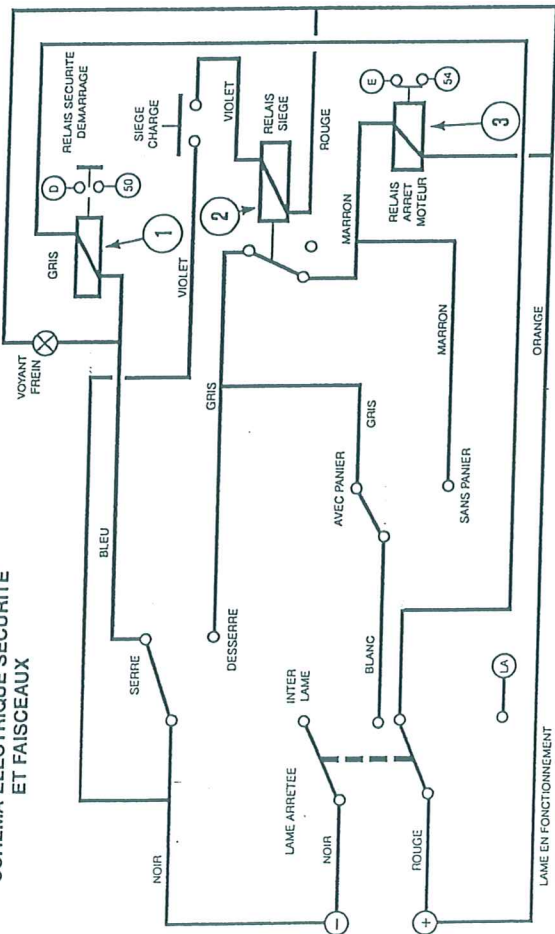 SCHEMA ELECTRIQUE SECURITE
ET FAISCEAUX
RELAIS SECURITE
DEMARRAGE
D
50
GRIS
1
VOYANT
FREIN
SIEGE
CHARGE
VIOLET
VIOLET
RELAIS
SIEGE
2
ROUGE
E
54
RELAIS
ARRET
MOTEUR
3
MARRON
MARRON
ORANGE
BLEU
GRIS
GRIS
SERRE
DESSERRE
AVEC PANIER
SANS PANIER
BLANC
NOIR
LAME ARRETEE
INTER
LAME
NOIR
ROUGE
LA
LAME EN FONCTIONNEMENT
−
+